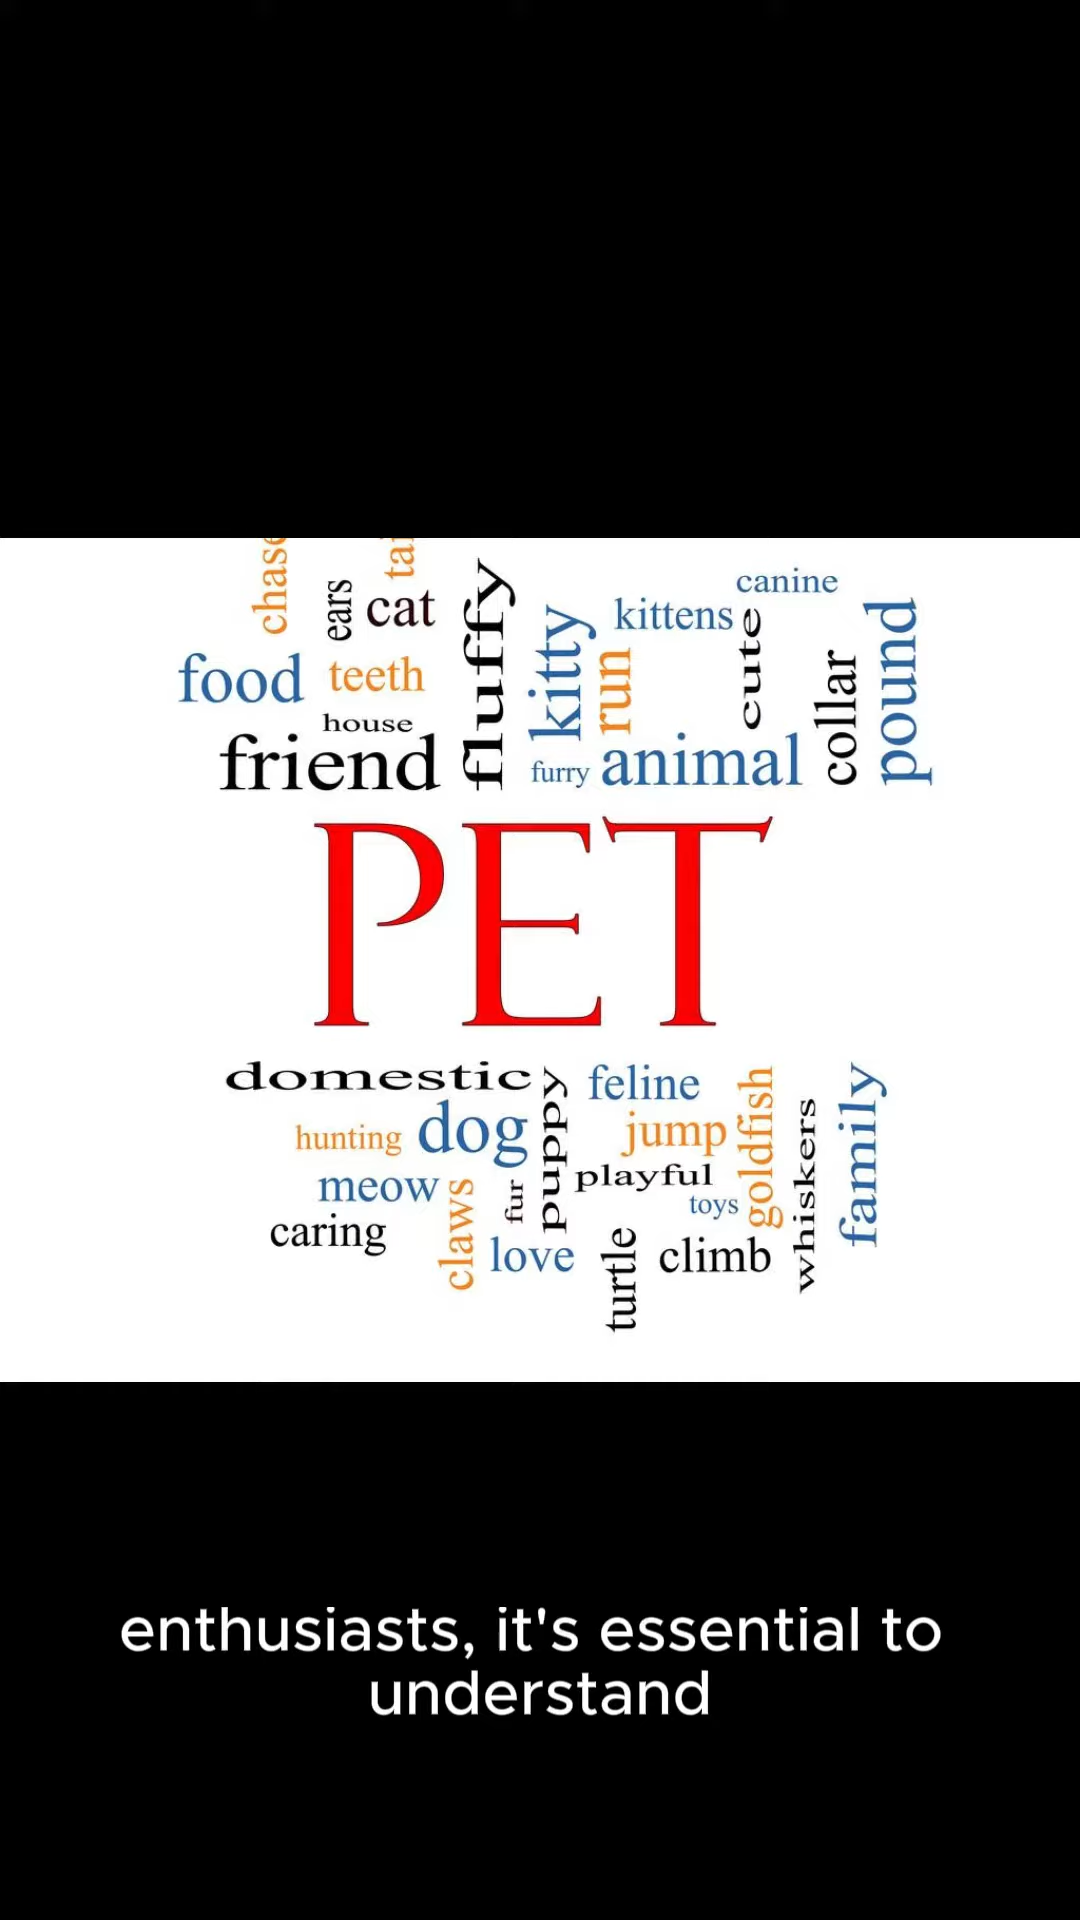 chase
tai
ears
cat
fluffy
kitty
kittens
canine
cute
pound
food
teeth
run
collar
house
friend
furry
animal
PET
domestic
puppy
feline
goldfish
family
hunting
dog
jump
whiskers
meow
claws
fur
playful
toys
caring
love
turtle
climb
enthusiasts, it's essential to
understand